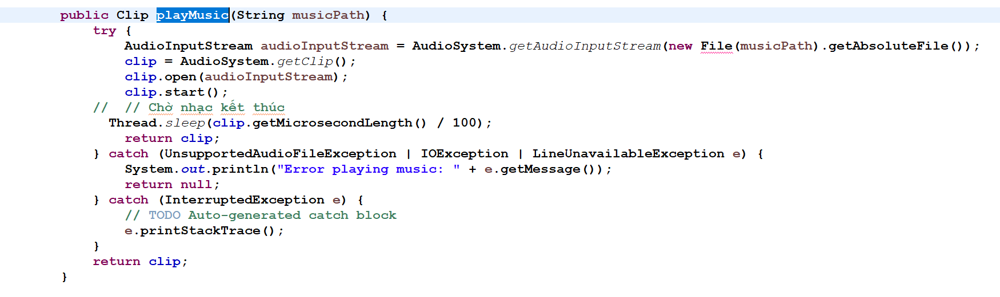 public Clip playMusic(String musicPath) {
try {
AudioInputStream audioInputStream = AudioSystem.getAudioInputStream(new File(musicPath).getAbsoluteFile());
clip = AudioSystem.getClip();
clip.open(audioInputStream);
clip.start();
//  // Chờ nhạc kết thúc
Thread.sleep(clip.getMicrosecondLength() / 100);
return clip;
} catch (UnsupportedAudioFileException | IOException | LineUnavailableException e) {
System.out.println("Error playing music: " + e.getMessage());
return null;
} catch (InterruptedException e) {
// TODO Auto-generated catch block
e.printStackTrace();
}
return clip;
}